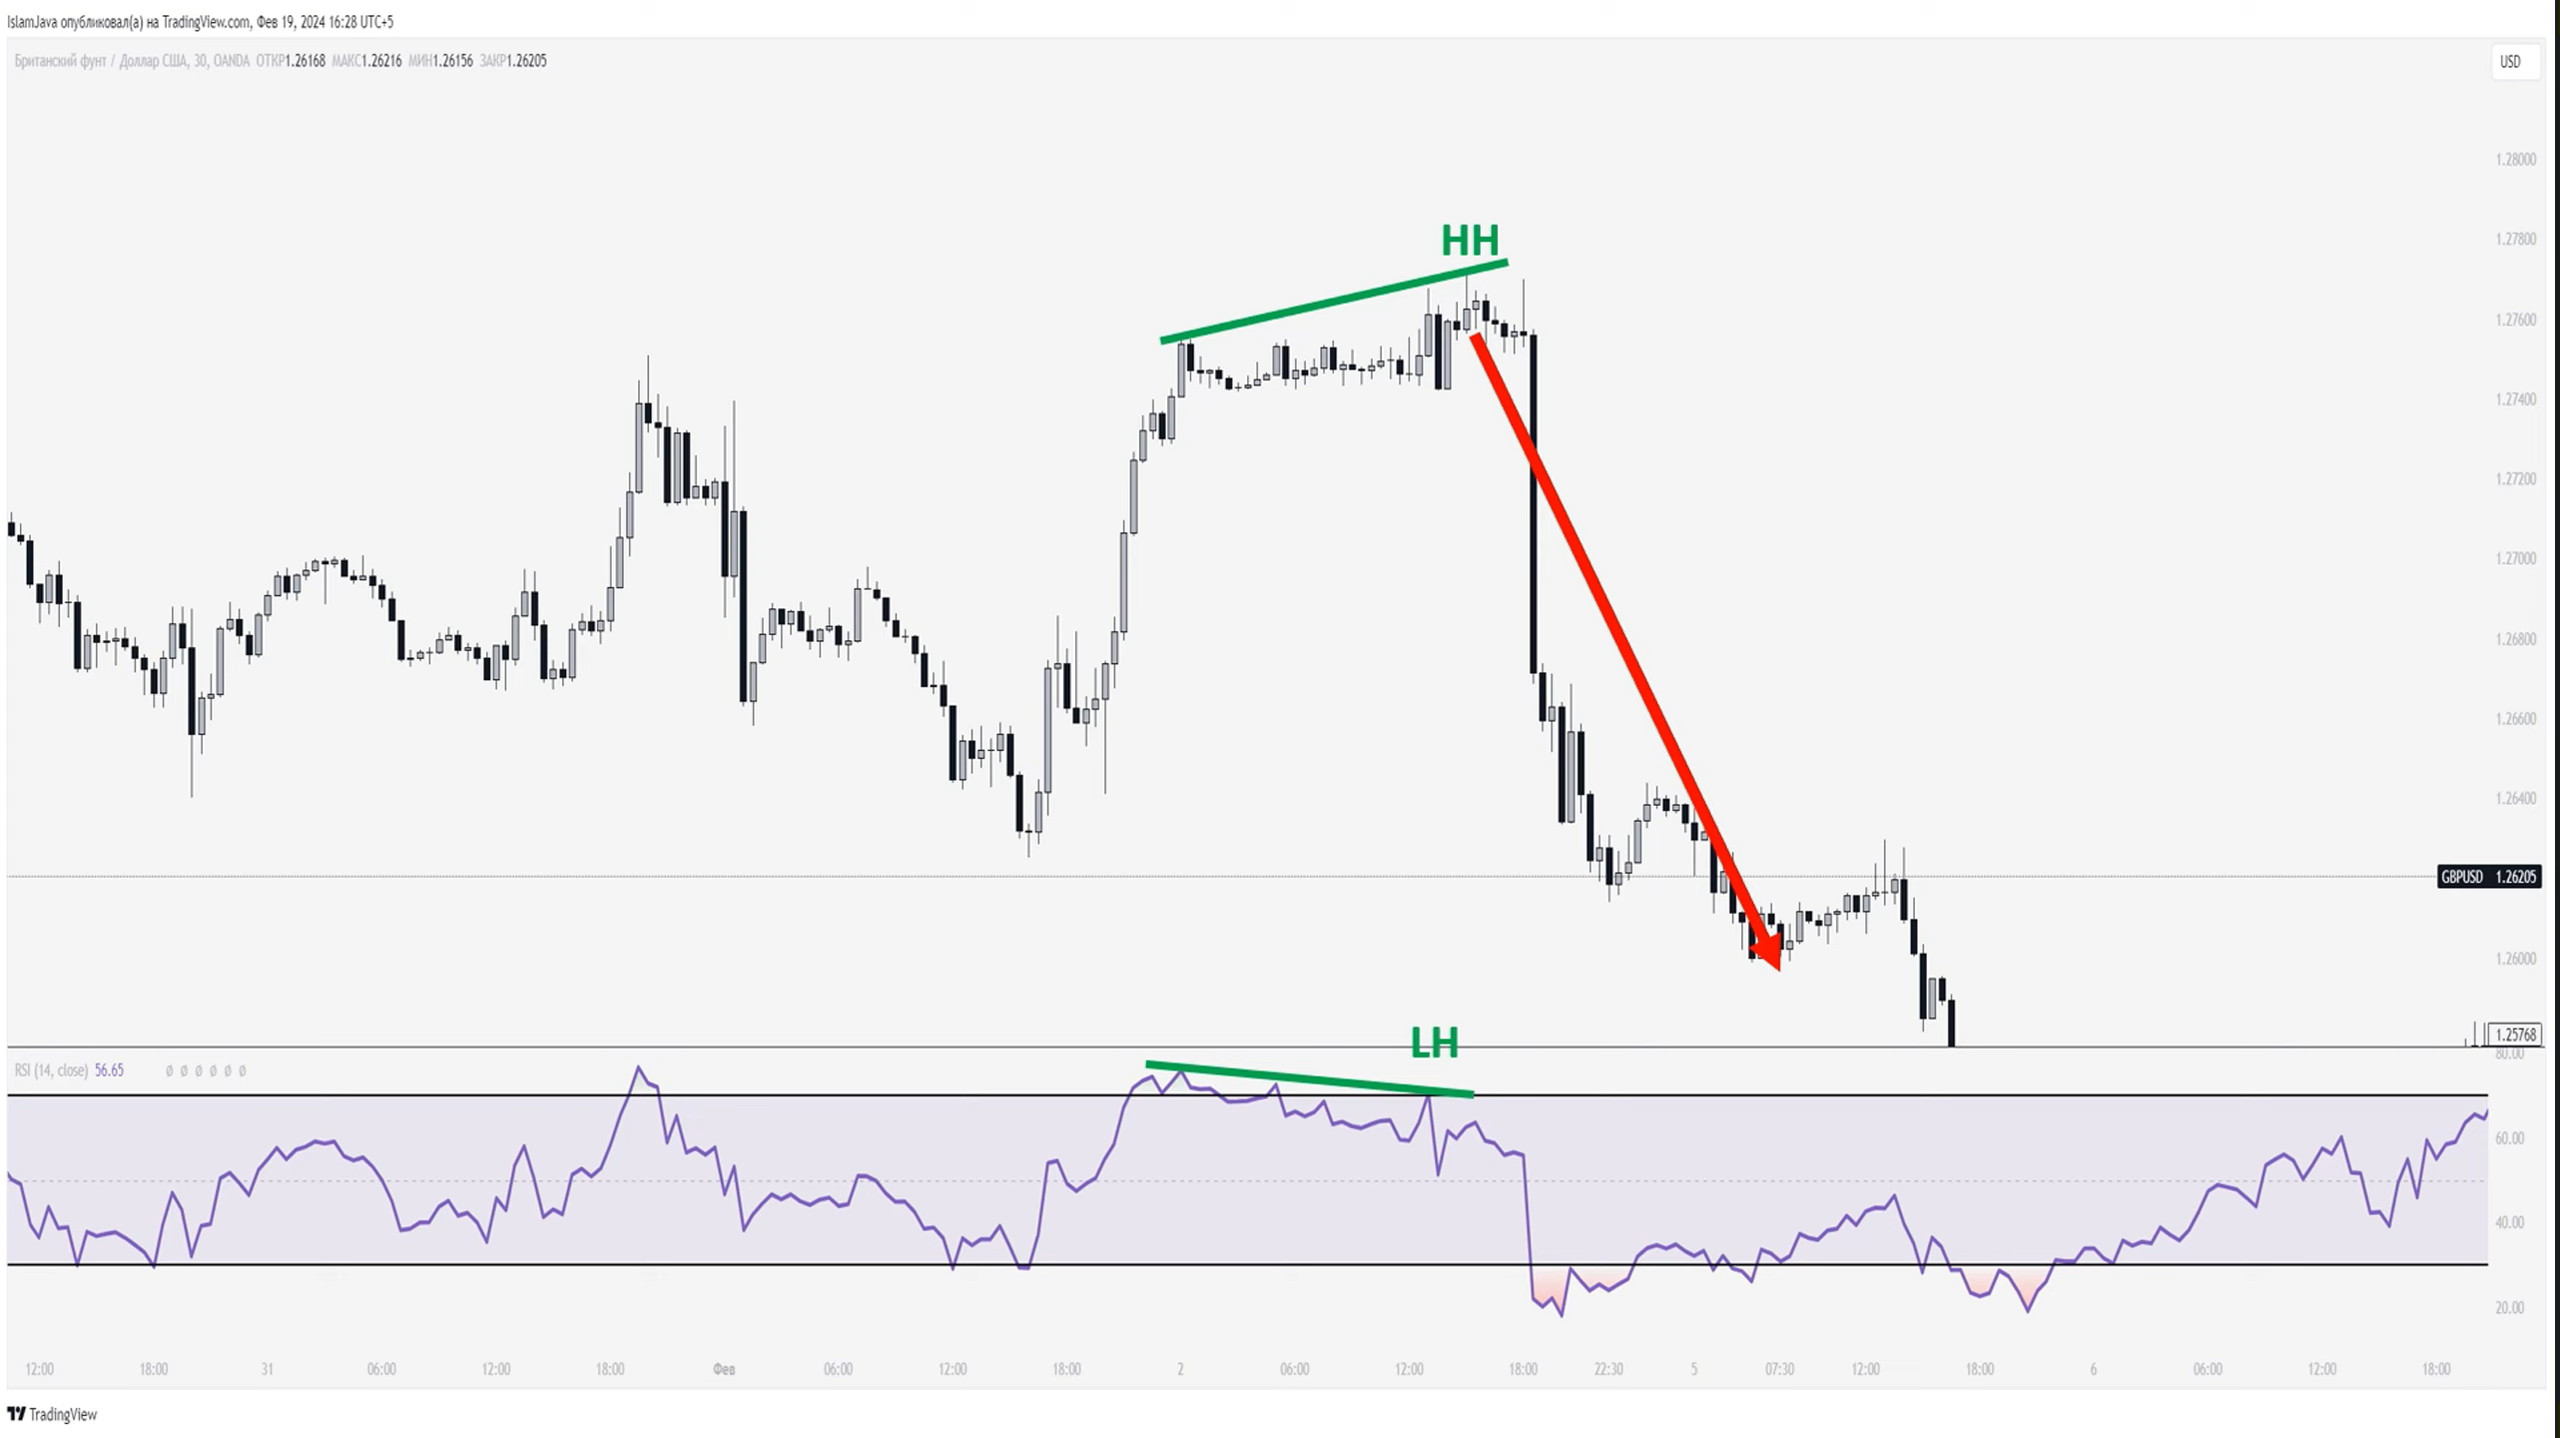 IslamJava опубликовал(а) на TradingView.com, Фев 19, 2024 16:28 UTC+5
Британский фунт / Доллар США, 30, OANDA ОТКР1.26168 МАКС1.26216 МИН1.26156 ЗАКР1.26205
USD
1.28000
HH
1.27800
1.27600
1.27400
1.27200
1.27000
1.26800
1.26600
1.26400
GBPUSD 1.26205
1.26000
LH
1.25768
80.00
RSI (14, close) 56.65 Ø Ø Ø Ø Ø Ø
60.00
40.00
20.00
12:00 18:00 31 06:00 12:00 18:00 Фев 06:00 12:00 18:00 2 06:00 12:00 18:00 22:30 5 07:30 12:00 18:00 6 06:00 12:00 18:00
TradingView